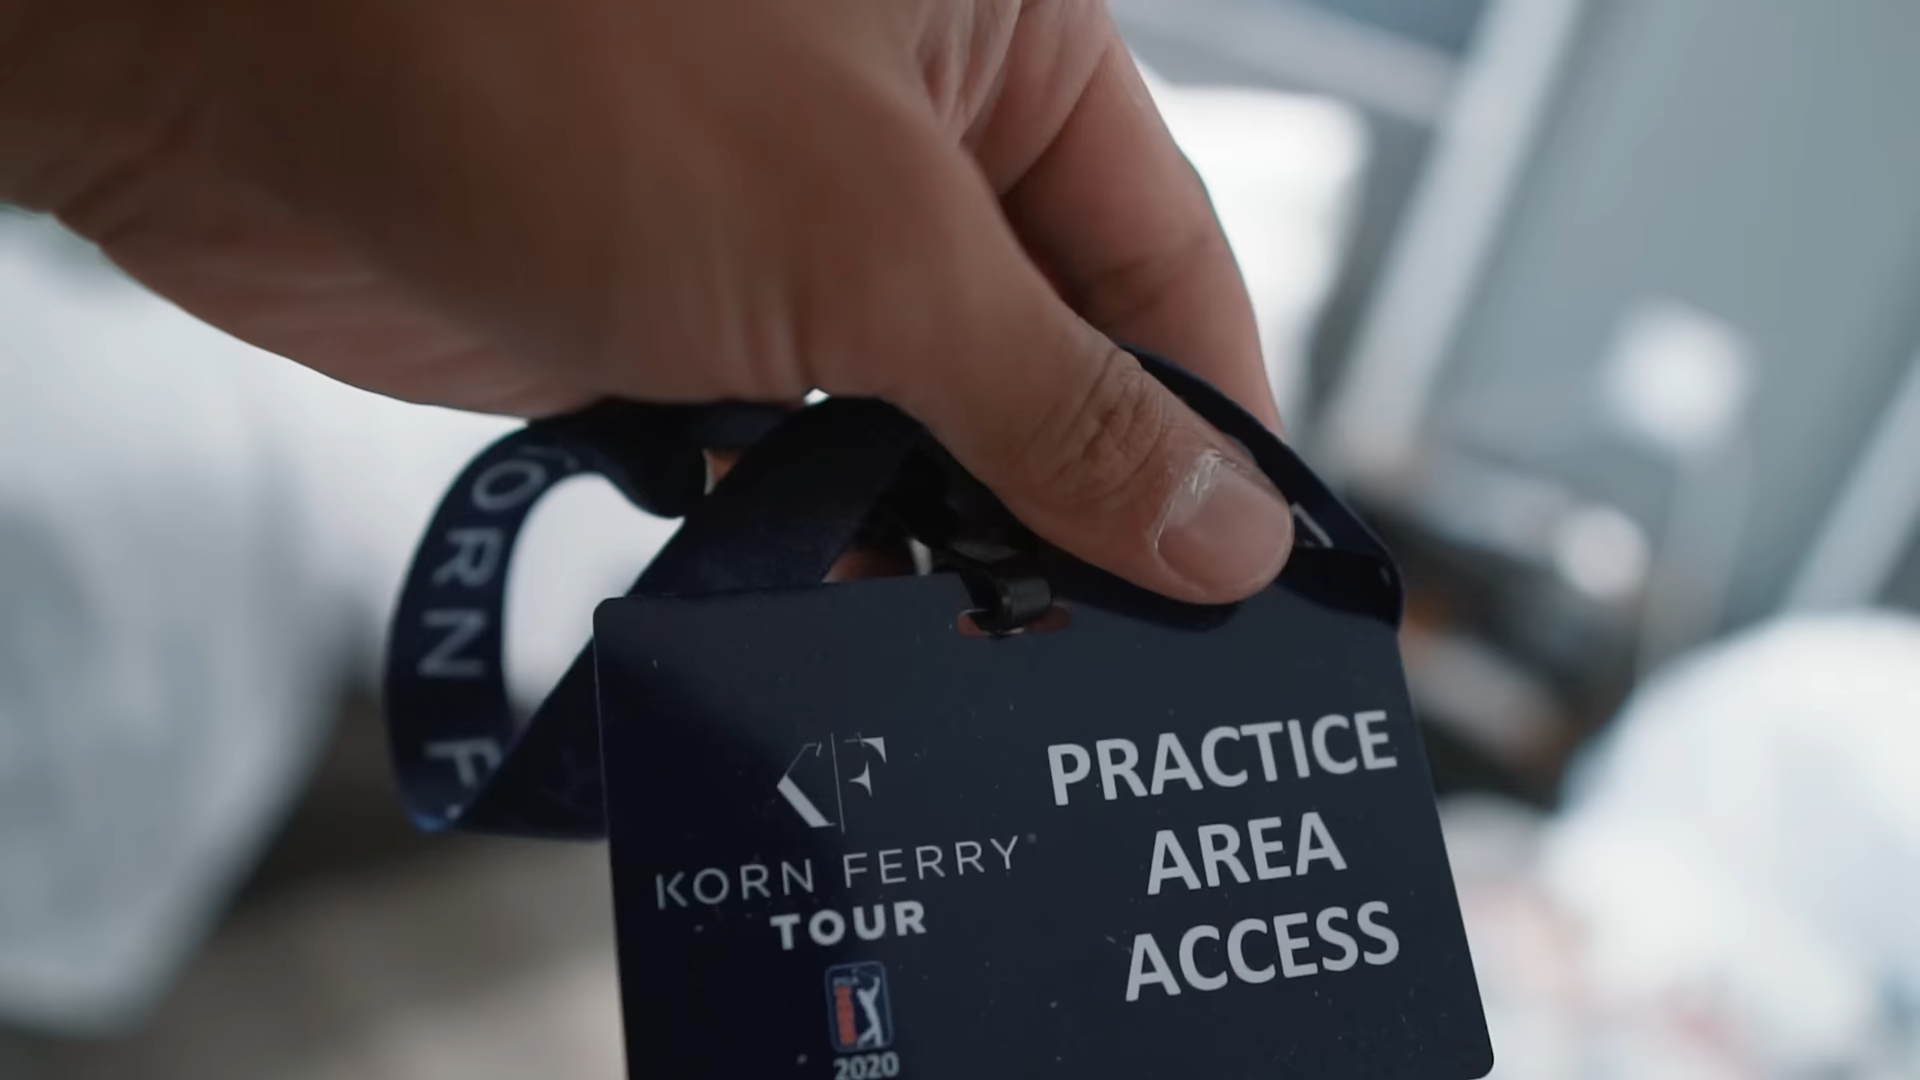 KORN F
KF
KORN FERRY
TOUR
2020
PRACTICE
AREA
ACCESS